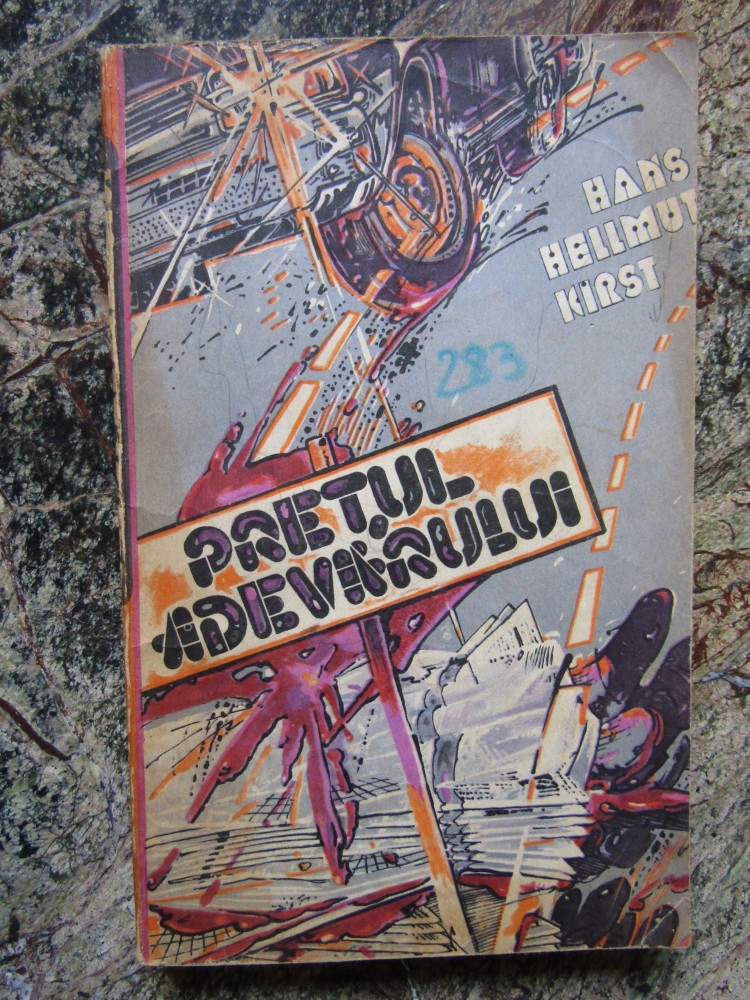 HANS
HELLMUT
KIRST
283
PREȚUL
ADEVĂRULUI